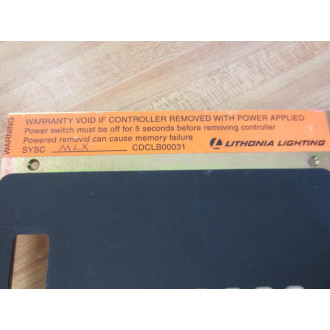 WARNING
WARRANTY VOID IF CONTROLLER REMOVED WITH POWER APPLIED
Power switch must be off for 5 seconds before removing controller
Powered removal can cause memory failure
SYSC MLX CDCLB00031
LITHONIA LIGHTING